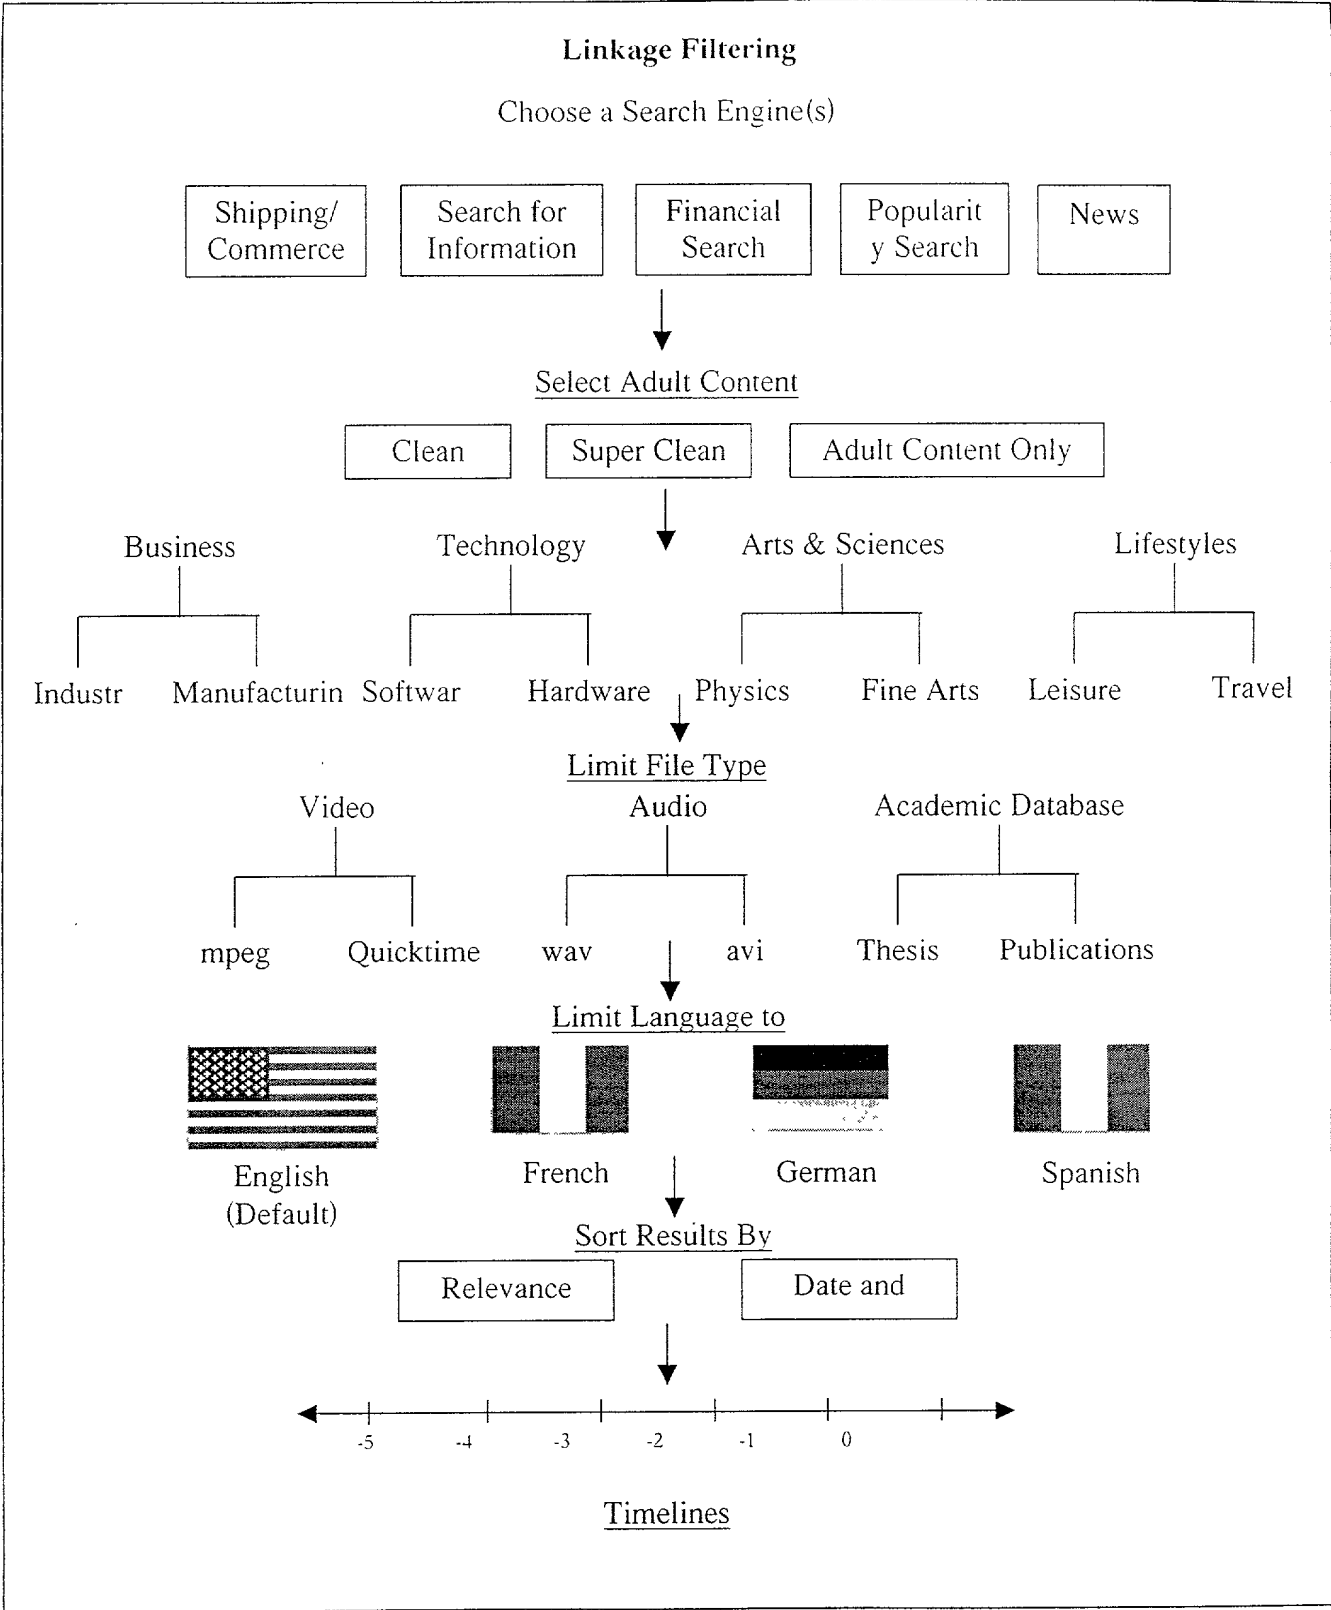 Linkage Filtering
Choose a Search Engine(s)
Shipping/
Commerce
Search for
Information
Financial
Search
Popularit
y Search
News
Select Adult Content
Clean
Super Clean
Adult Content Only
Business
Technology
Arts & Sciences
Lifestyles
Industr
Manufacturin
Softwar
Hardware
Physics
Fine Arts
Leisure
Travel
Limit File Type
Video
Audio
Academic Database
mpeg
Quicktime
wav
avi
Thesis
Publications
Limit Language to
English
(Default)
French
German
Spanish
Sort Results By
Relevance
Date and
-5
-4
-3
-2
-1
0
Timelines